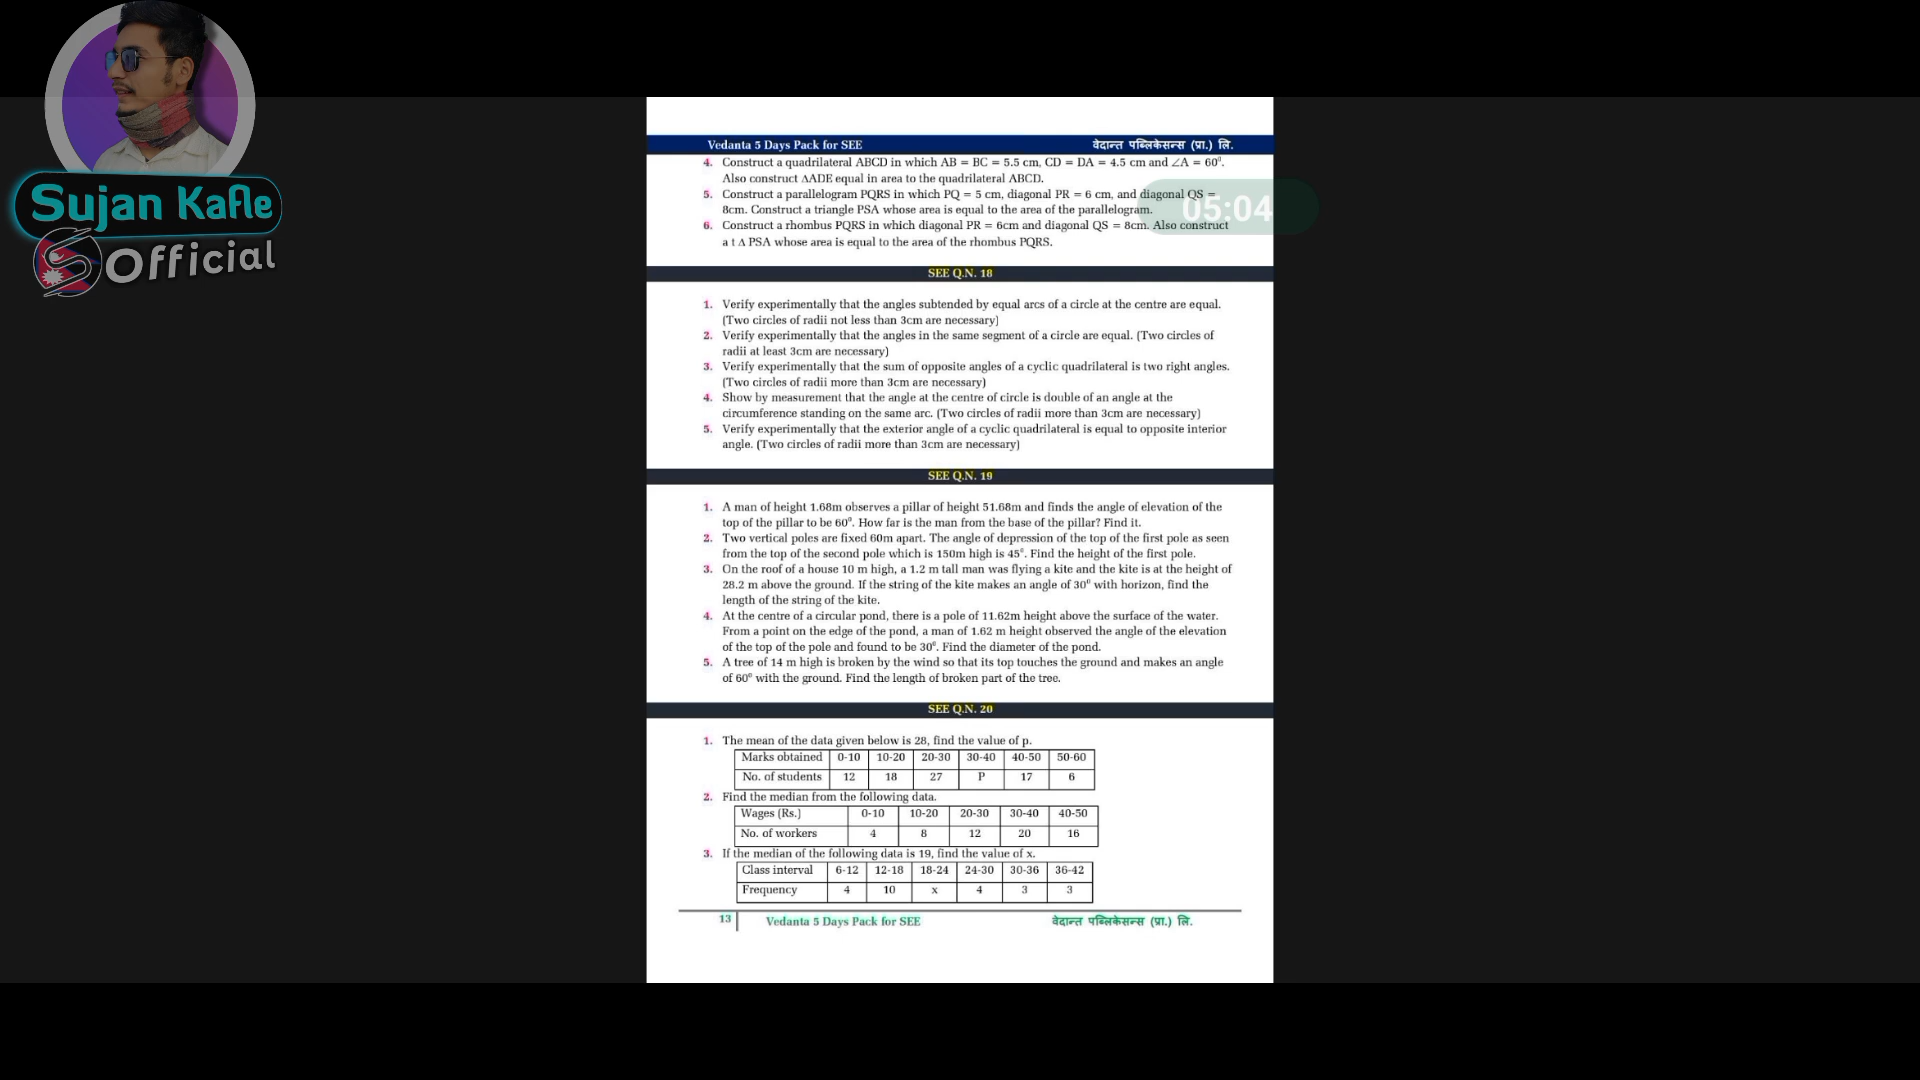 Sujan Kafle
Official
05:04
Vedanta 5 Days Pack for SEE वेदान्त पब्लिकेसन्स (प्रा.) लि.
4. Construct a quadrilateral ABCD in which AB = BC = 5.5 cm, CD = DA = 4.5 cm and ∠A = 60⁰.
Also construct ∆ADE equal in area to the quadrilateral ABCD.
5. Construct a parallelogram PQRS in which PQ = 5 cm, diagonal PR = 6 cm, and diagonal QS =
8cm. Construct a triangle PSA whose area is equal to the area of the parallelogram.
6. Construct a rhombus PQRS in which diagonal PR = 6cm and diagonal QS = 8cm. Also construct
a t ∆ PSA whose area is equal to the area of the rhombus PQRS.
SEE Q.N. 18
1. Verify experimentally that the angles subtended by equal arcs of a circle at the centre are equal.
(Two circles of radii not less than 3cm are necessary)
2. Verify experimentally that the angles in the same segment of a circle are equal. (Two circles of
radii at least 3cm are necessary)
3. Verify experimentally that the sum of opposite angles of a cyclic quadrilateral is two right angles.
(Two circles of radii more than 3cm are necessary)
4. Show by measurement that the angle at the centre of circle is double of an angle at the
circumference standing on the same arc. (Two circles of radii more than 3cm are necessary)
5. Verify experimentally that the exterior angle of a cyclic quadrilateral is equal to opposite interior
angle. (Two circles of radii more than 3cm are necessary)
SEE Q.N. 19
1. A man of height 1.68m observes a pillar of height 51.68m and finds the angle of elevation of the
top of the pillar to be 60⁰. How far is the man from the base of the pillar? Find it.
2. Two vertical poles are fixed 60m apart. The angle of depression of the top of the first pole as seen
from the top of the second pole which is 150m high is 45⁰. Find the height of the first pole.
3. On the roof of a house 10 m high, a 1.2 m tall man was flying a kite and the kite is at the height of
28.2 m above the ground. If the string of the kite makes an angle of 30⁰ with horizon, find the
length of the string of the kite.
4. At the centre of a circular pond, there is a pole of 11.62m height above the surface of the water.
From a point on the edge of the pond, a man of 1.62 m height observed the angle of the elevation
of the top of the pole and found to be 30⁰. Find the diameter of the pond.
5. A tree of 14 m high is broken by the wind so that its top touches the ground and makes an angle
of 60⁰ with the ground. Find the length of broken part of the tree.
SEE Q.N. 20
1. The mean of the data given below is 28, find the value of p.
Marks obtained 0-10 10-20 20-30 30-40 40-50 50-60
No. of students 12 18 27 P 17 6
2. Find the median from the following data.
Wages (Rs.) 0-10 10-20 20-30 30-40 40-50
No. of workers 4 8 12 20 16
3. If the median of the following data is 19, find the value of x.
Class interval 6-12 12-18 18-24 24-30 30-36 36-42
Frequency 4 10 x 4 3 3
13 Vedanta 5 Days Pack for SEE वेदान्त पब्लिकेसन्स (प्रा.) लि.